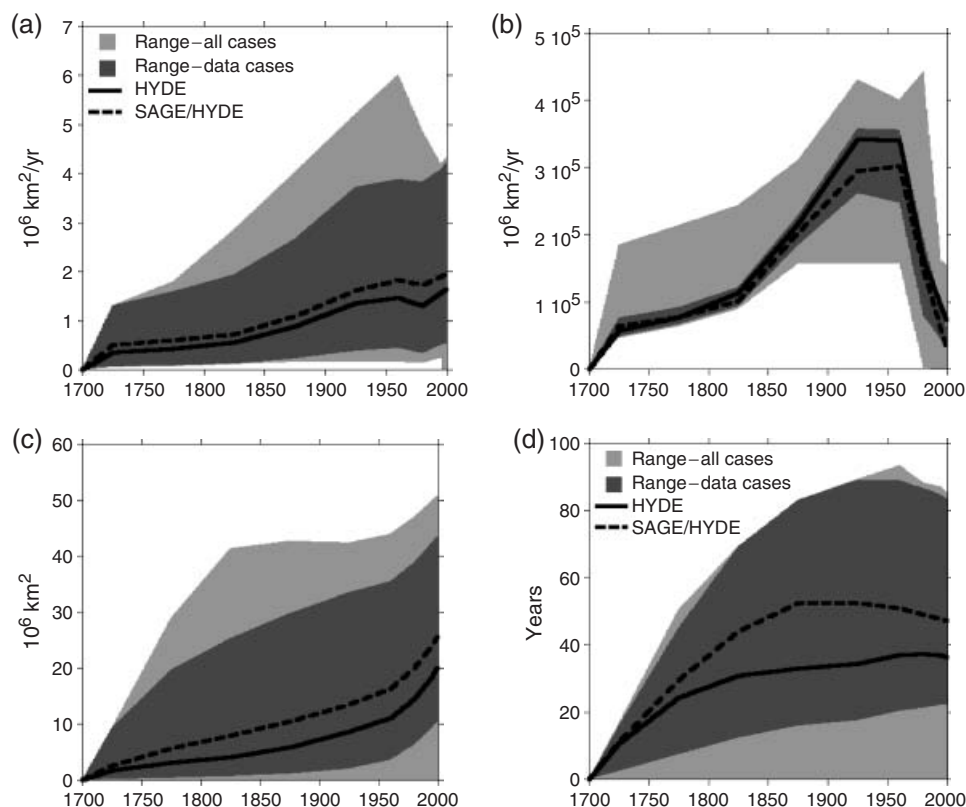 (a)
7
6
5
4
3
2
1
0
10⁶ km²/yr
Range–all cases
Range–data cases
HYDE
SAGE/HYDE
1700 1750 1800 1850 1900 1950 2000
(b)
5 10⁵
4 10⁵
3 10⁵
2 10⁵
1 10⁵
0
10⁶ km²/yr
1700 1750 1800 1850 1900 1950 2000
(c)
60
50
40
30
20
10
0
10⁶ km²
1700 1750 1800 1850 1900 1950 2000
(d)
100
80
60
40
20
0
Years
Range–all cases
Range–data cases
HYDE
SAGE/HYDE
1700 1750 1800 1850 1900 1950 2000